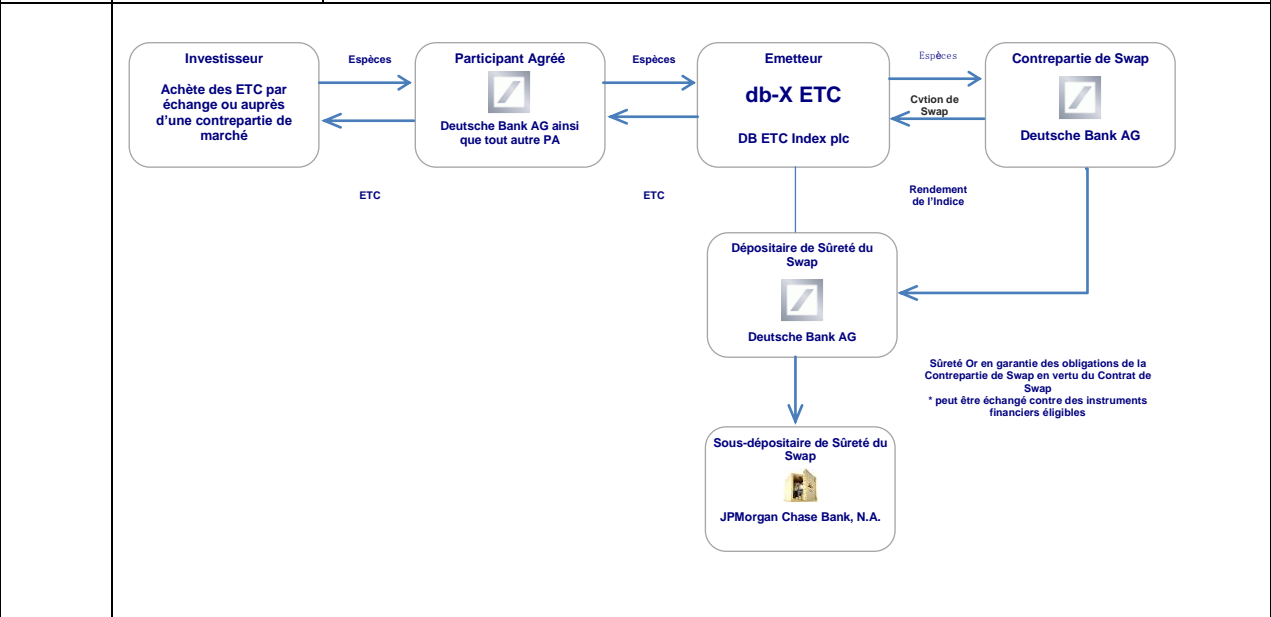 Investisseur
Achète des ETC par
échange ou auprès
d'une contrepartie de
marché
Espèces
ETC
Participant Agréé
Deutsche Bank AG ainsi
que tout autre PA
Espèces
ETC
Emetteur
db-X ETC
DB ETC Index plc
Espèces
Cvtion de
Swap
Rendement
de l'Indice
Contrepartie de Swap
Deutsche Bank AG
Dépositaire de Sûreté du
Swap
Deutsche Bank AG
Sûreté Or en garantie des obligations de la
Contrepartie de Swap en vertu du Contrat de
Swap
* peut être échangé contre des instruments
financiers éligibles
Sous-dépositaire de Sûreté du
Swap
JPMorgan Chase Bank, N.A.